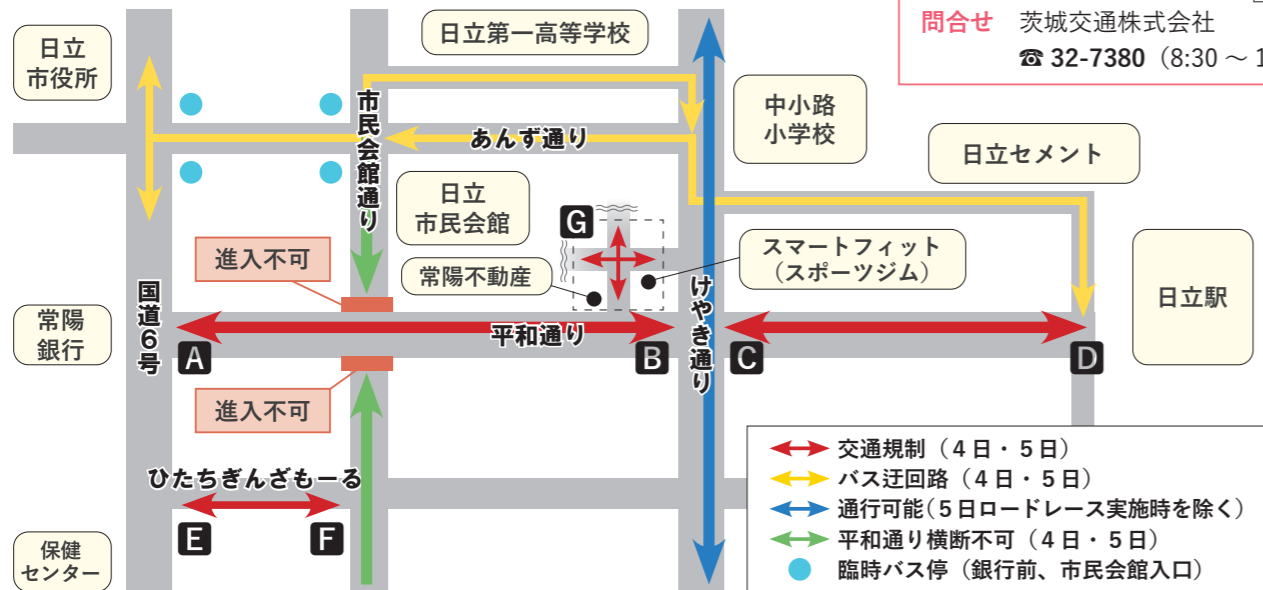 問合せ 茨城交通株式会社
☎ 32-7380（8:30 ～ 1
日立
市役所
日立第一高等学校
中小路
小学校
日立セメント
市民会館通り
あんず通り
日立
市民会館
G
進入不可
常陽不動産
スマートフィット
（スポーツジム）
日立駅
国道６号
常陽
銀行
平和通り
けやき通り
A
B
C
D
進入不可
ひたちぎんざもーる
E
F
保健
センター
交通規制（４日・５日）
バス迂回路（４日・５日）
通行可能（５日ロードレース実施時を除く）
平和通り横断不可（４日・５日）
臨時バス停（銀行前、市民会館入口）